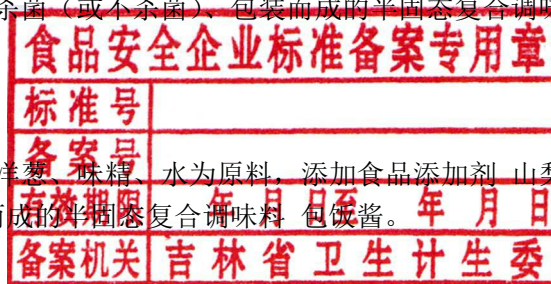 杀菌（或不杀菌）、包装而成的半固态复合调味
食品安全企业标准备案专用章
标准号
备案号
洋葱、味精、水为原料，添加食品添加剂 山梨
有效期限 年 月 日至 年 月 日
而成的半固态复合调味料 包饭酱。
备案机关 吉林省卫生计生委